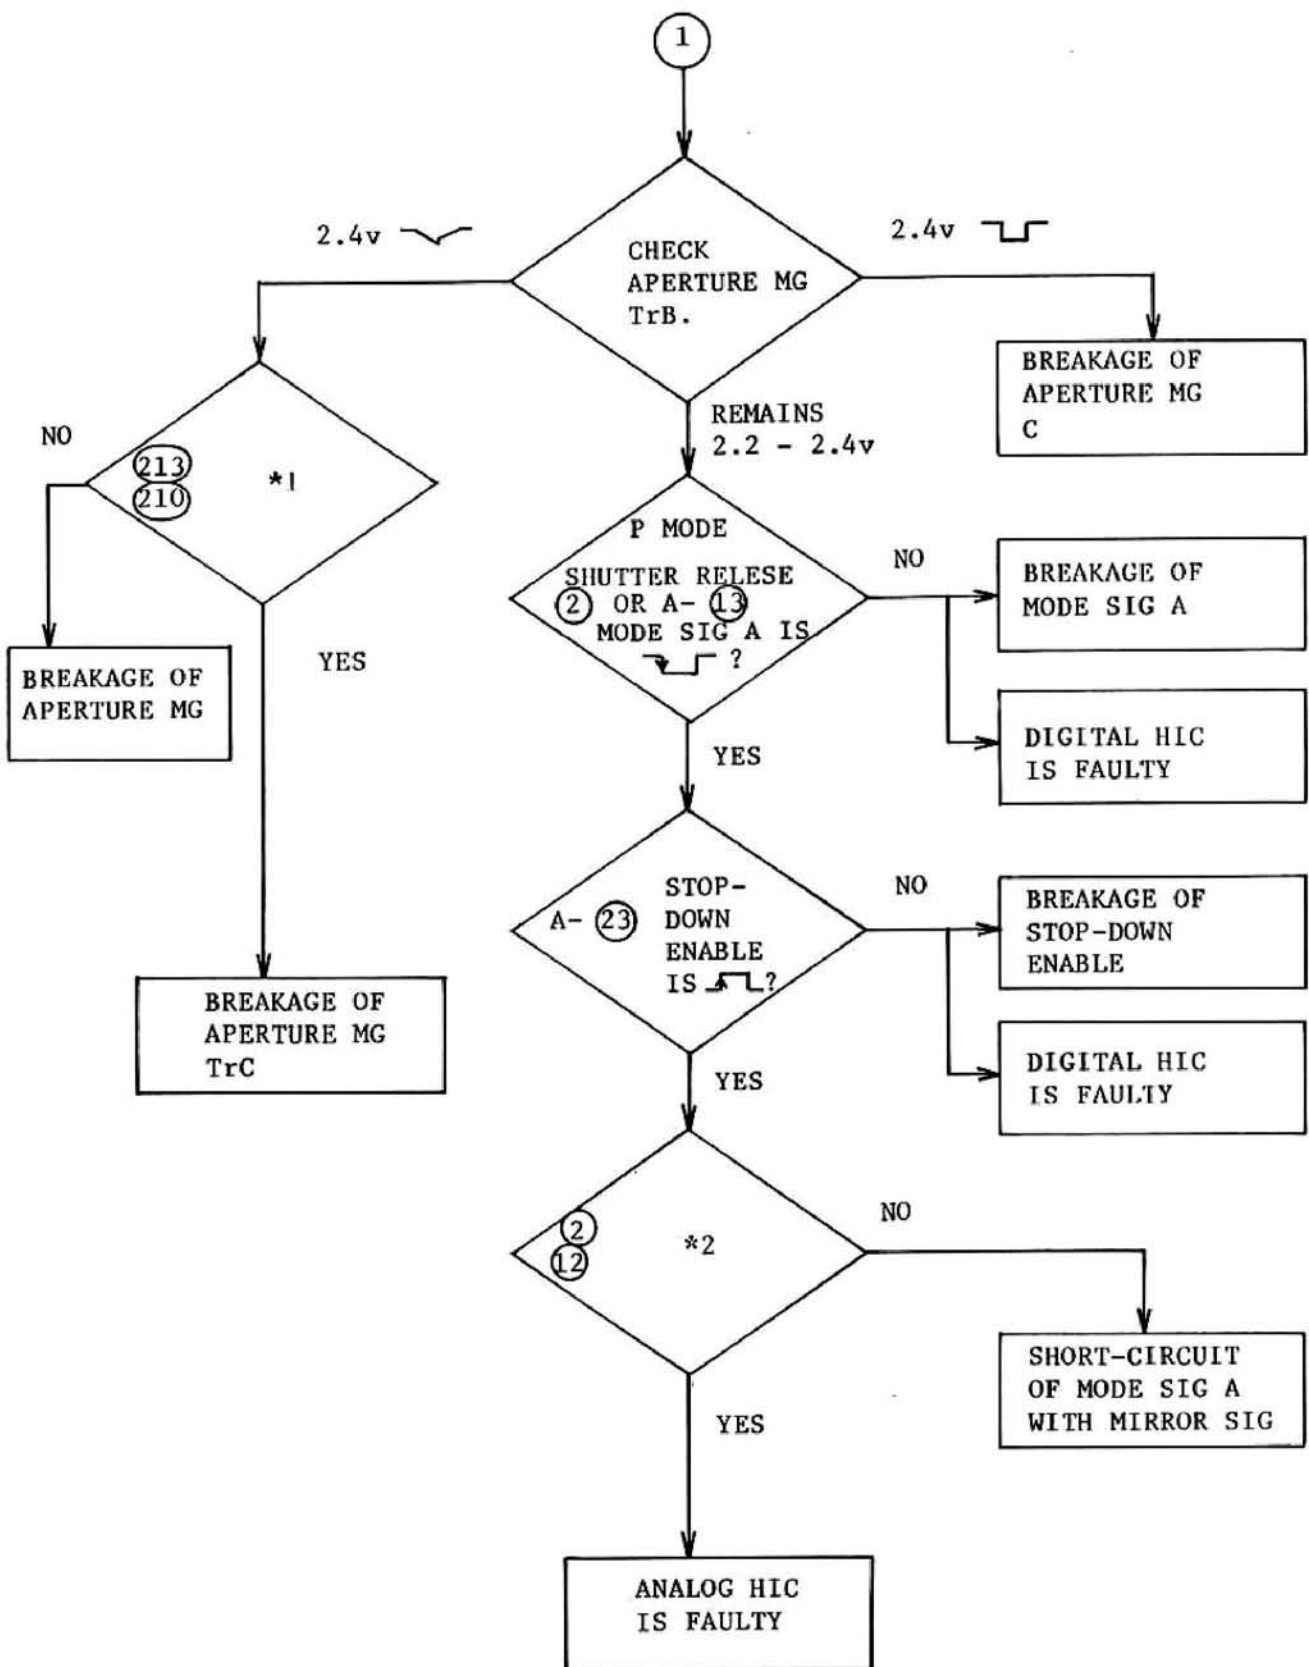 1
2.4v
2.4v
CHECK
APERTURE MG
TrB.
BREAKAGE OF
APERTURE MG
C
REMAINS
2.2 - 2.4v
NO
213
210
*1
YES
BREAKAGE OF
APERTURE MG
BREAKAGE OF
APERTURE MG
TrC
P MODE
SHUTTER RELESE
2 OR A- 13
MODE SIG A IS
?
NO
BREAKAGE OF
MODE SIG A
DIGITAL HIC
IS FAULTY
YES
A- 23
STOP-
DOWN
ENABLE
IS ?
NO
BREAKAGE OF
STOP-DOWN
ENABLE
DIGITAL HIC
IS FAULTY
YES
2
12
*2
NO
SHORT-CIRCUIT
OF MODE SIG A
WITH MIRROR SIG
YES
ANALOG HIC
IS FAULTY